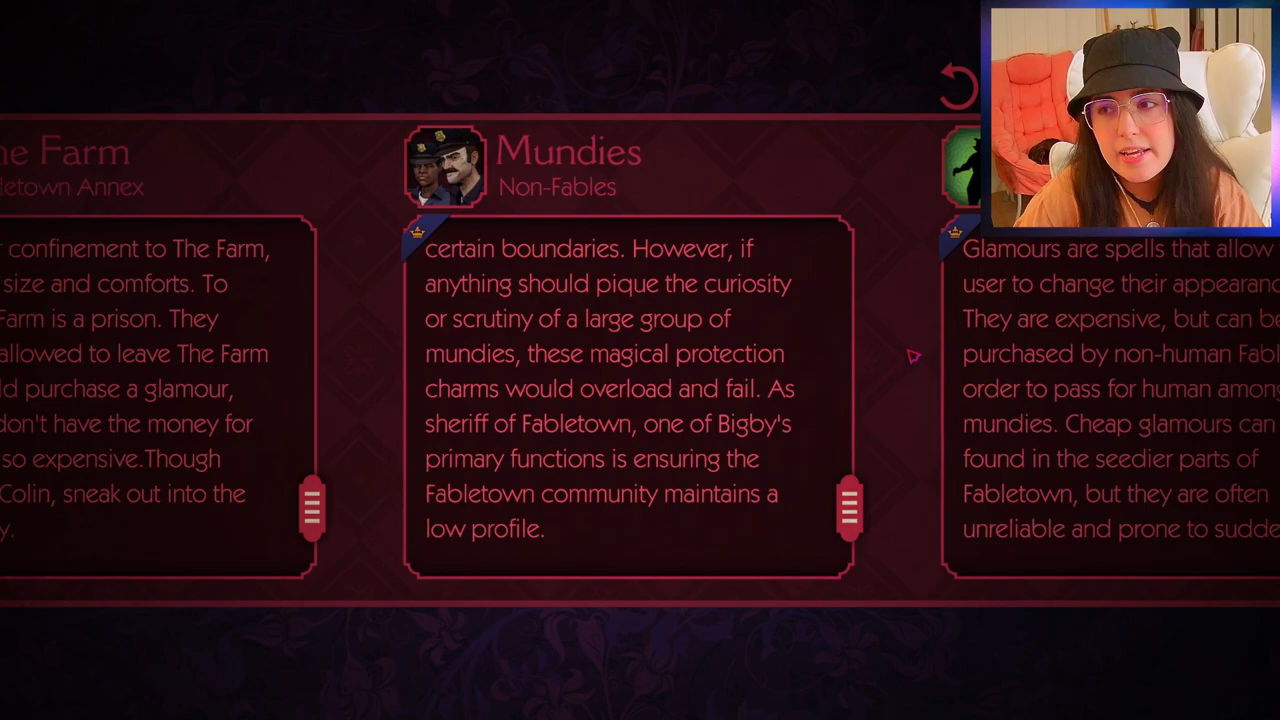 The Farm
Fabletown Annex
confinement to The Farm,
size and comforts. To
Farm is a prison. They
allowed to leave The Farm
purchase a glamour,
don't have the money for
so expensive.Though
Colin, sneak out into the
Mundies
Non-Fables
certain boundaries. However, if
anything should pique the curiosity
or scrutiny of a large group of
mundies, these magical protection
charms would overload and fail. As
sheriff of Fabletown, one of Bigby's
primary functions is ensuring the
Fabletown community maintains a
low profile.
Glamours are spells that allow
user to change their appearanc
They are expensive, but can be
purchased by non-human Fabl
order to pass for human among
mundies. Cheap glamours can
found in the seedier parts of
Fabletown, but they are often
unreliable and prone to sudde